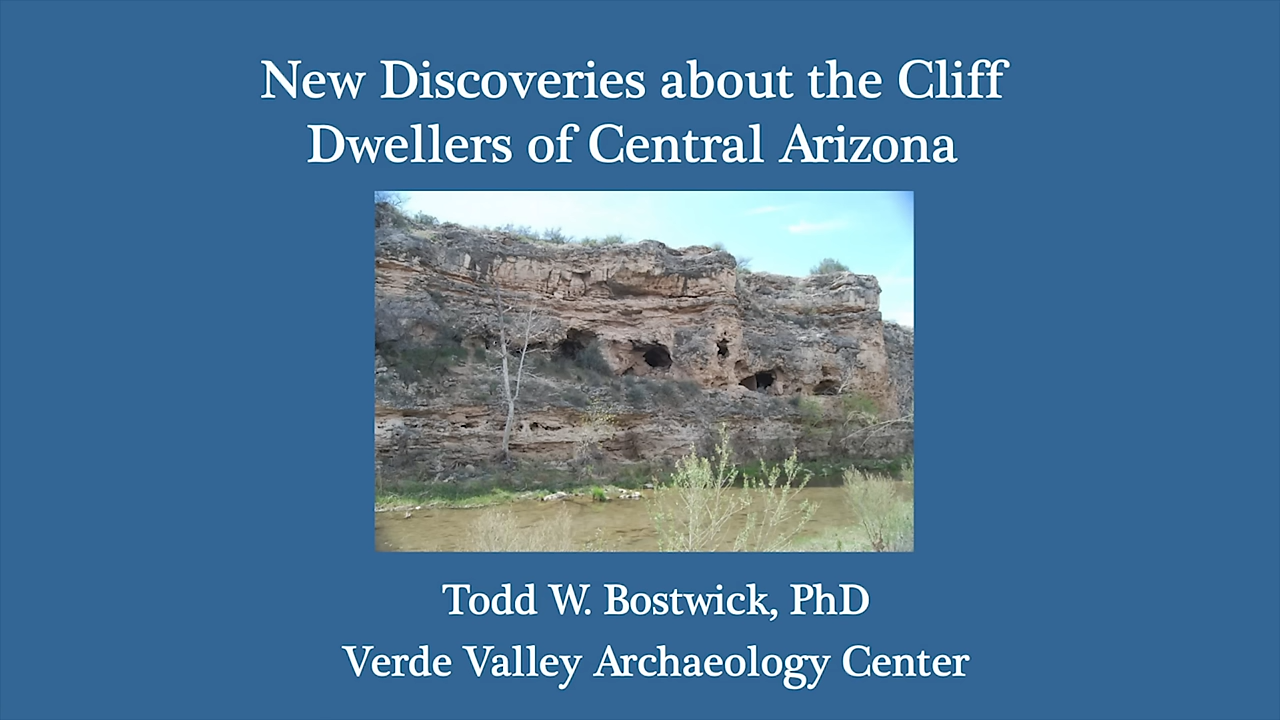 New Discoveries about the Cliff
Dwellers of Central Arizona
Todd W. Bostwick, PhD
Verde Valley Archaeology Center